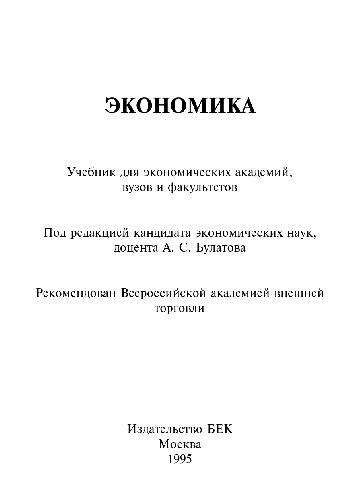 ЭКОНОМИКА
Учебник для экономических академий,
вузов и факультетов
Под редакцией кандидата экономических наук,
доцента А. С. Булатова
Рекомендован Всероссийской академией внешней
торговли
Издательство БЕК
Москва
1995